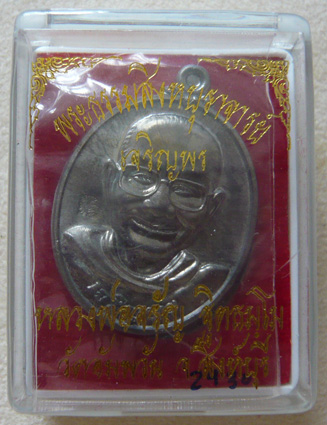 พระธรรมสิงหบุราจารย์
เจริญพร
หลวงพ่อจรัญ ฐิตธมฺโม
วัดอัมพวัน จ.สิงห์บุรี